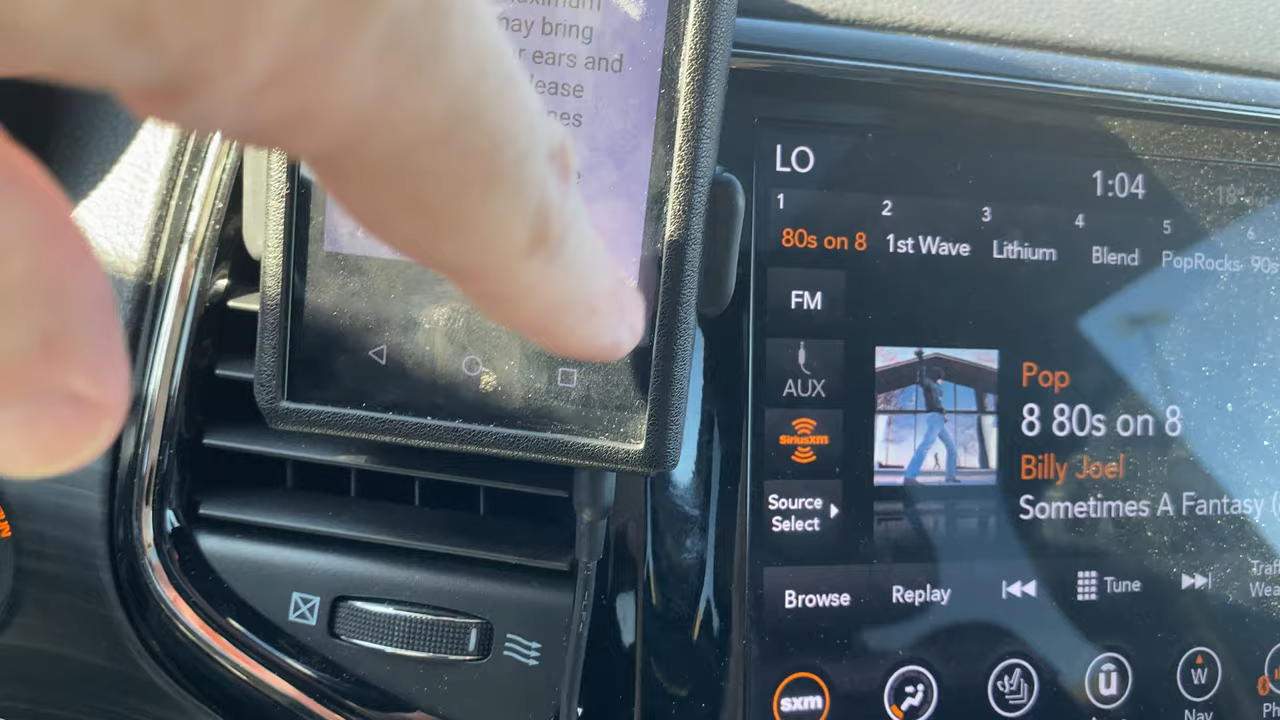 may bring
ears and
LO
1:04
1 2 3 4 5 6
80s on 8 1st Wave Lithium Blend PopRocks 90s
FM
AUX
SiriusXM
Source
Select
Pop
8 80s on 8
Billy Joel
Sometimes A Fantasy (
Browse Replay Tune
sxm
W
Nav